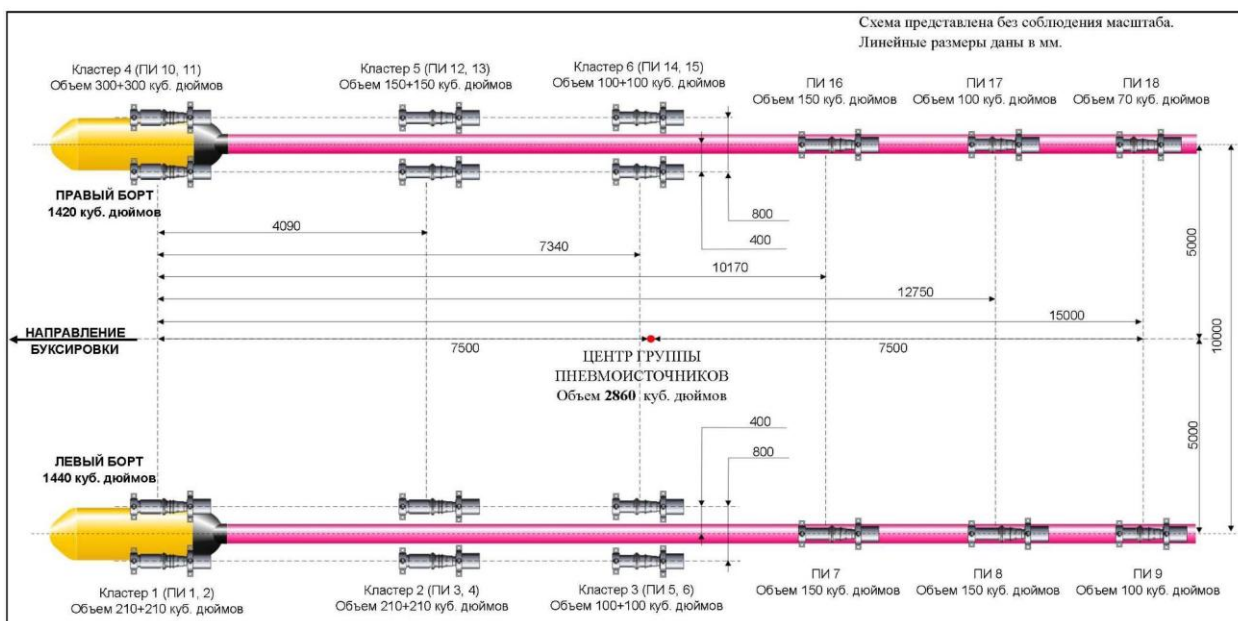 Схема представлена без соблюдения масштаба.
Линейные размеры даны в мм.
Кластер 4 (ПИ 10, 11)
Объем 300+300 куб. дюймов
Кластер 5 (ПИ 12, 13)
Объем 150+150 куб. дюймов
Кластер 6 (ПИ 14, 15)
Объем 100+100 куб. дюймов
ПИ 16
Объем 150 куб. дюймов
ПИ 17
Объем 100 куб. дюймов
ПИ 18
Объем 70 куб. дюймов
ПРАВЫЙ БОРТ
1420 куб. дюймов
4090
800
7340
400
10170
5000
12750
15000
НАПРАВЛЕНИЕ
БУКСИРОВКИ
7500
7500
10000
ЦЕНТР ГРУППЫ
ПНЕВМОИСТОЧНИКОВ
Объем 2860 куб. дюймов
400
800
5000
ЛЕВЫЙ БОРТ
1440 куб. дюймов
Кластер 1 (ПИ 1, 2)
Объем 210+210 куб. дюймов
Кластер 2 (ПИ 3, 4)
Объем 210+210 куб. дюймов
Кластер 3 (ПИ 5, 6)
Объем 100+100 куб. дюймов
ПИ 7
Объем 150 куб. дюймов
ПИ 8
Объем 150 куб. дюймов
ПИ 9
Объем 100 куб. дюймов